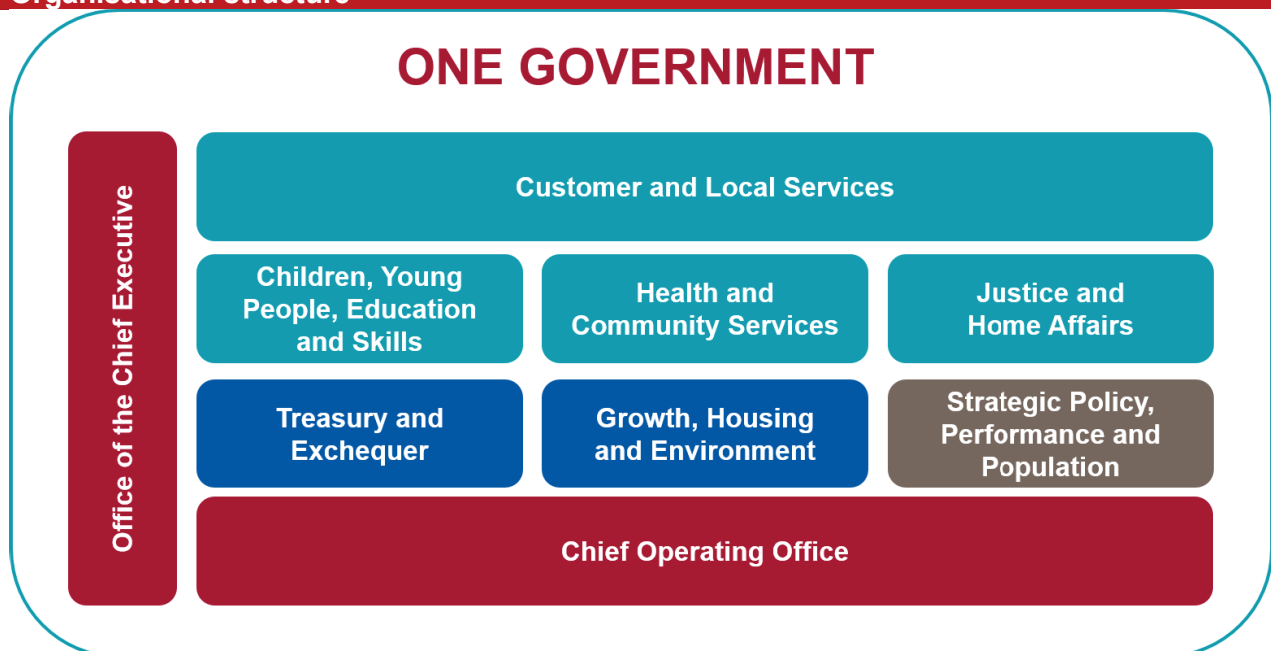 Organisational structure
ONE GOVERNMENT
Office of the Chief Executive
Customer and Local Services
Children, Young
People, Education
and Skills
Health and
Community Services
Justice and
Home Affairs
Treasury and
Exchequer
Growth, Housing
and Environment
Strategic Policy,
Performance and
Population
Chief Operating Office